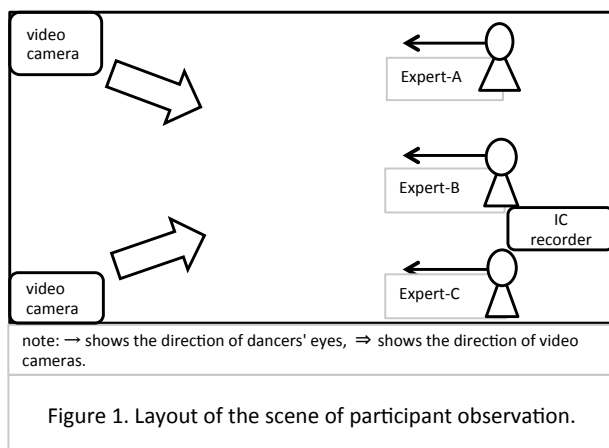 video
camera
Expert-A
Expert-B
IC
recorder
video
camera
Expert-C
note: → shows the direction of dancers' eyes, ⇒ shows the direction of video
cameras.
Figure 1. Layout of the scene of participant observation.